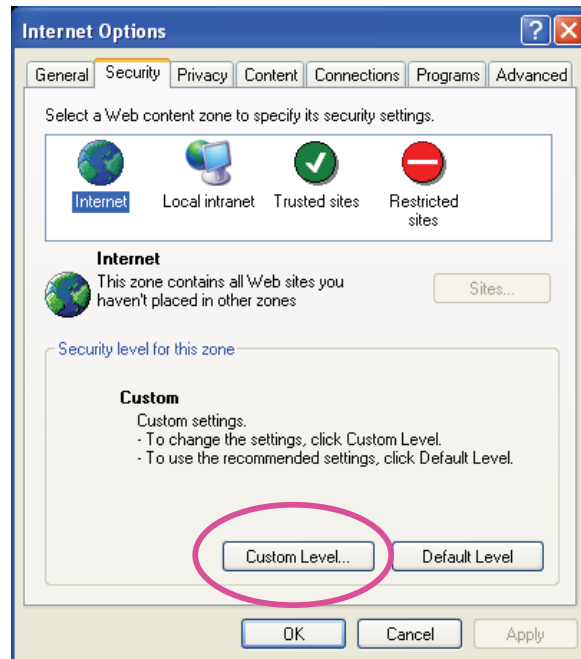 Internet Options
General Security Privacy Content Connections Programs Advanced
Select a Web content zone to specify its security settings.
Internet Local intranet Trusted sites Restricted sites
Internet
This zone contains all Web sites you
haven't placed in other zones
Sites...
Security level for this zone
Custom
Custom settings.
- To change the settings, click Custom Level.
- To use the recommended settings, click Default Level.
Custom Level... Default Level
OK Cancel Apply